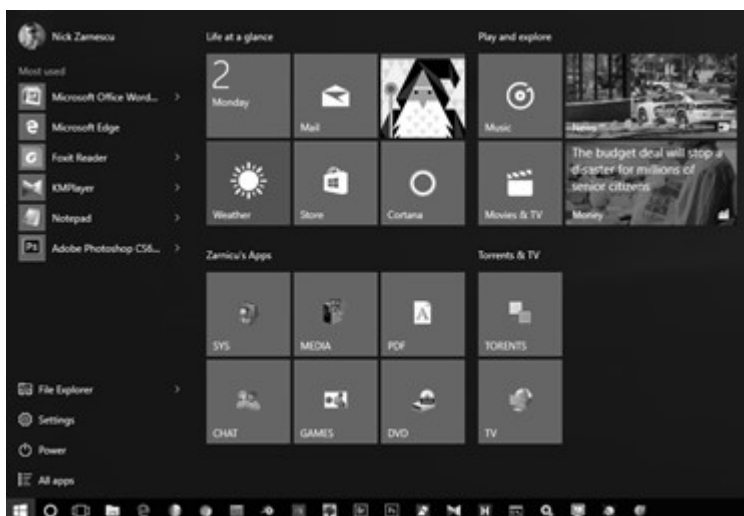 Nick Zamescu
Life at a glance
Play and explore
Most used
Microsoft Office Word...
Microsoft Edge
Foxit Reader
KMPlayer
Notepad
Adobe Photoshop CS6...
2
Monday
Mail
Music
News
Weather
Store
Cortana
Movies & TV
The budget deal will stop a
disaster for millions of
senior citizens
Money
Zarnicu's Apps
Torrents & TV
SYS
MEDIA
PDF
TORENTS
CHAT
GAMES
DVD
TV
File Explorer
Settings
Power
All apps